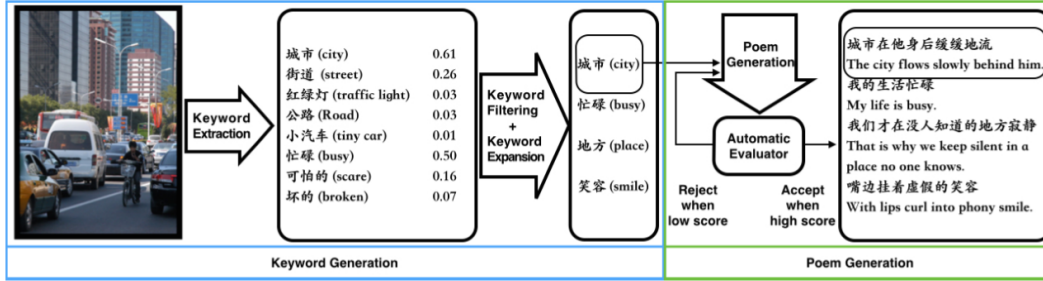 Keyword
Extraction
城市 (city) 0.61
街道 (street) 0.26
红绿灯 (traffic light) 0.03
公路 (Road) 0.03
小汽车 (tiny car) 0.01
忙碌 (busy) 0.50
可怕的 (scare) 0.16
坏的 (broken) 0.07
Keyword
Filtering
+
Keyword
Expansion
城市 (city)
忙碌 (busy)
地方 (place)
笑容 (smile)
Poem
Generation
Automatic
Evaluator
Reject
when
low score
Accept
when
high score
城市在他身后缓缓地流
The city flows slowly behind him.
我的生活忙碌
My life is busy.
我们才在没人知道的地方寂静
That is why we keep silent in a
place no one knows.
嘴边挂着虚假的笑容
With lips curl into phony smile.
Keyword Generation
Poem Generation